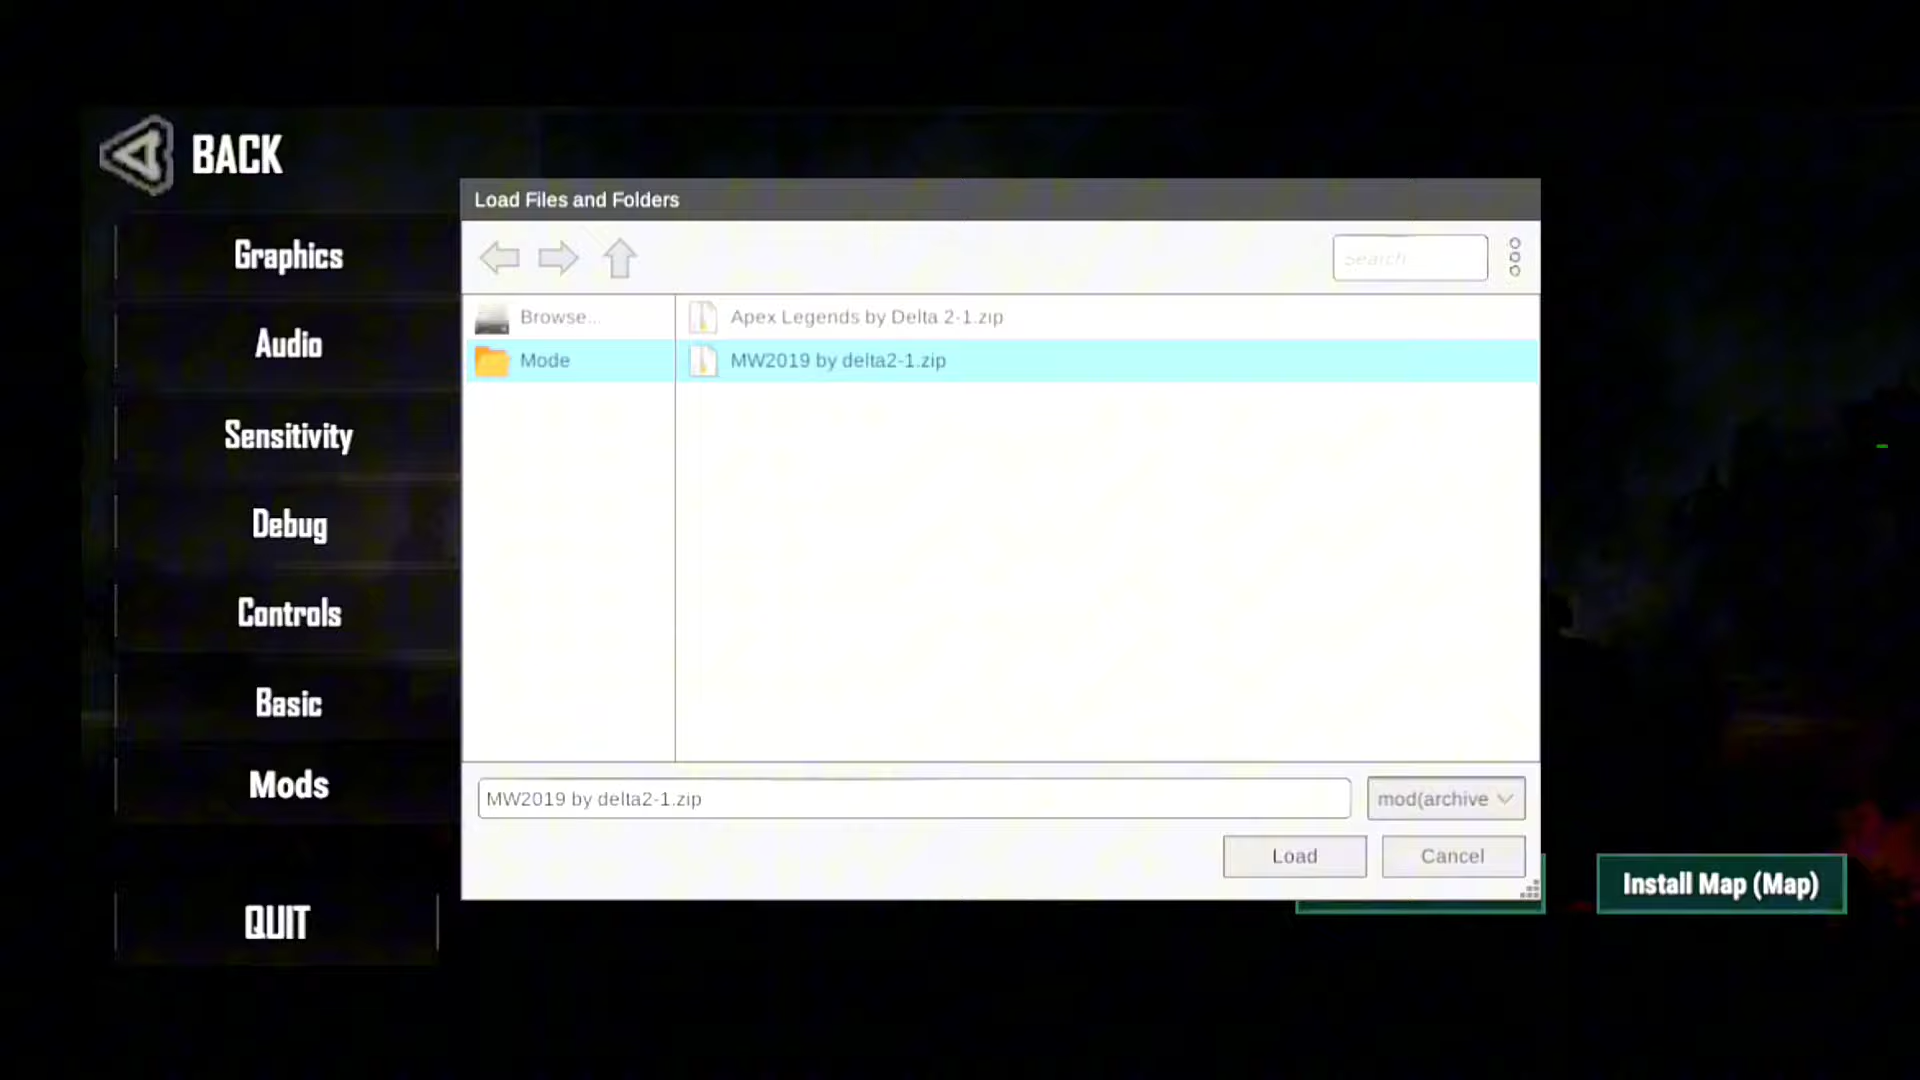 BACK
Graphics
Audio
Sensitivity
Debug
Controls
Basic
Mods
QUIT
Load Files and Folders
Search
Browse...
Mode
Apex Legends by Delta 2-1.zip
MW2019 by delta2-1.zip
MW2019 by delta2-1.zip
mod(archive
Load
Cancel
Install Map (Map)